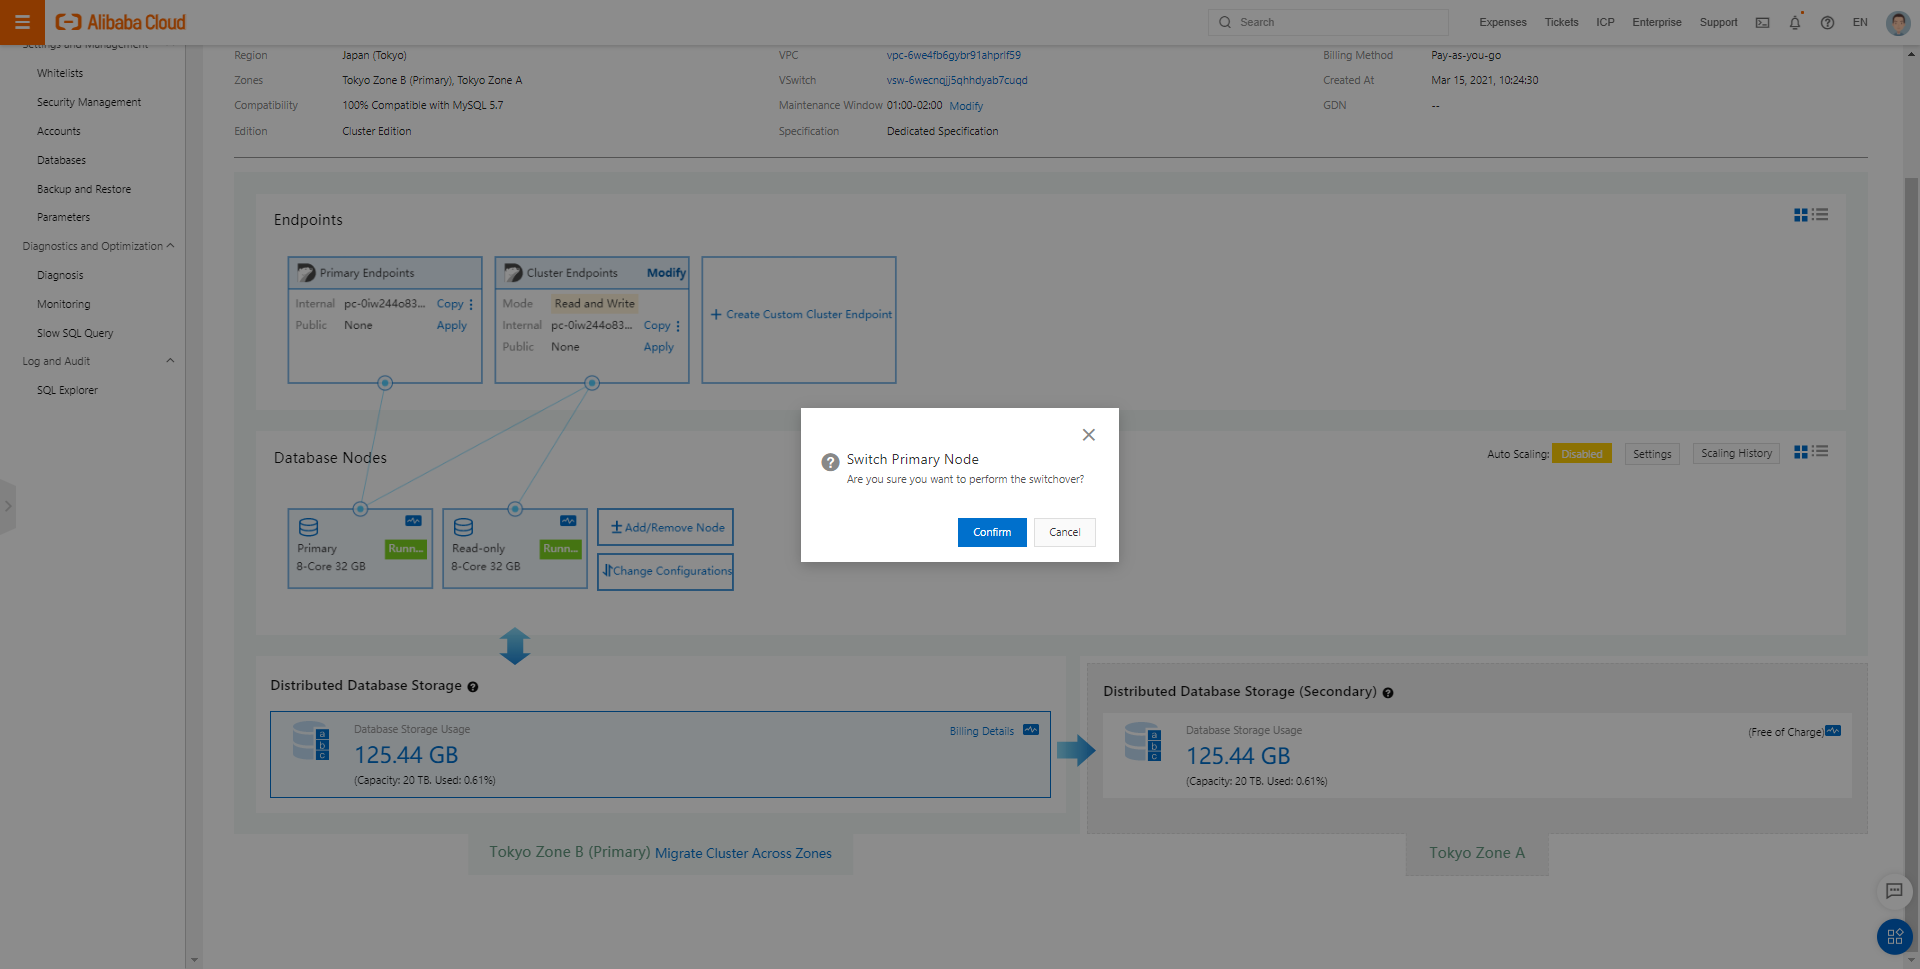 Alibaba Cloud
Search
Expenses
Tickets
ICP
Enterprise
Support
EN
Settings and Management
Whitelists
Security Management
Accounts
Databases
Backup and Restore
Parameters
Diagnostics and Optimization
Diagnosis
Monitoring
Slow SQL Query
Log and Audit
SQL Explorer
Region Japan (Tokyo)
VPC vpc-6we4fb6gybr91ahprlf59
Billing Method Pay-as-you-go
Zones Tokyo Zone B (Primary), Tokyo Zone A
VSwitch vsw-6wecnqjj5qhhdyab7cuqd
Created At Mar 15, 2021, 10:24:30
Compatibility 100% Compatible with MySQL 5.7
Maintenance Window 01:00-02:00 Modify
GDN --
Edition Cluster Edition
Specification Dedicated Specification
Endpoints
Primary Endpoints
Internal pc-0iw244o83... Copy
Public None Apply
Cluster Endpoints Modify
Mode Read and Write
Internal pc-0iw244o83... Copy
Public None Apply
+ Create Custom Cluster Endpoint
Database Nodes
Auto Scaling: Disabled
Settings
Scaling History
Primary Runn...
8-Core 32 GB
Read-only Runn...
8-Core 32 GB
Add/Remove Node
Change Configurations
Switch Primary Node
Are you sure you want to perform the switchover?
Confirm
Cancel
Distributed Database Storage
a
b
c
Database Storage Usage
Billing Details
125.44 GB
(Capacity: 20 TB. Used: 0.61%)
Distributed Database Storage (Secondary)
a
b
c
Database Storage Usage
(Free of Charge)
125.44 GB
(Capacity: 20 TB. Used: 0.61%)
Tokyo Zone B (Primary) Migrate Cluster Across Zones
Tokyo Zone A